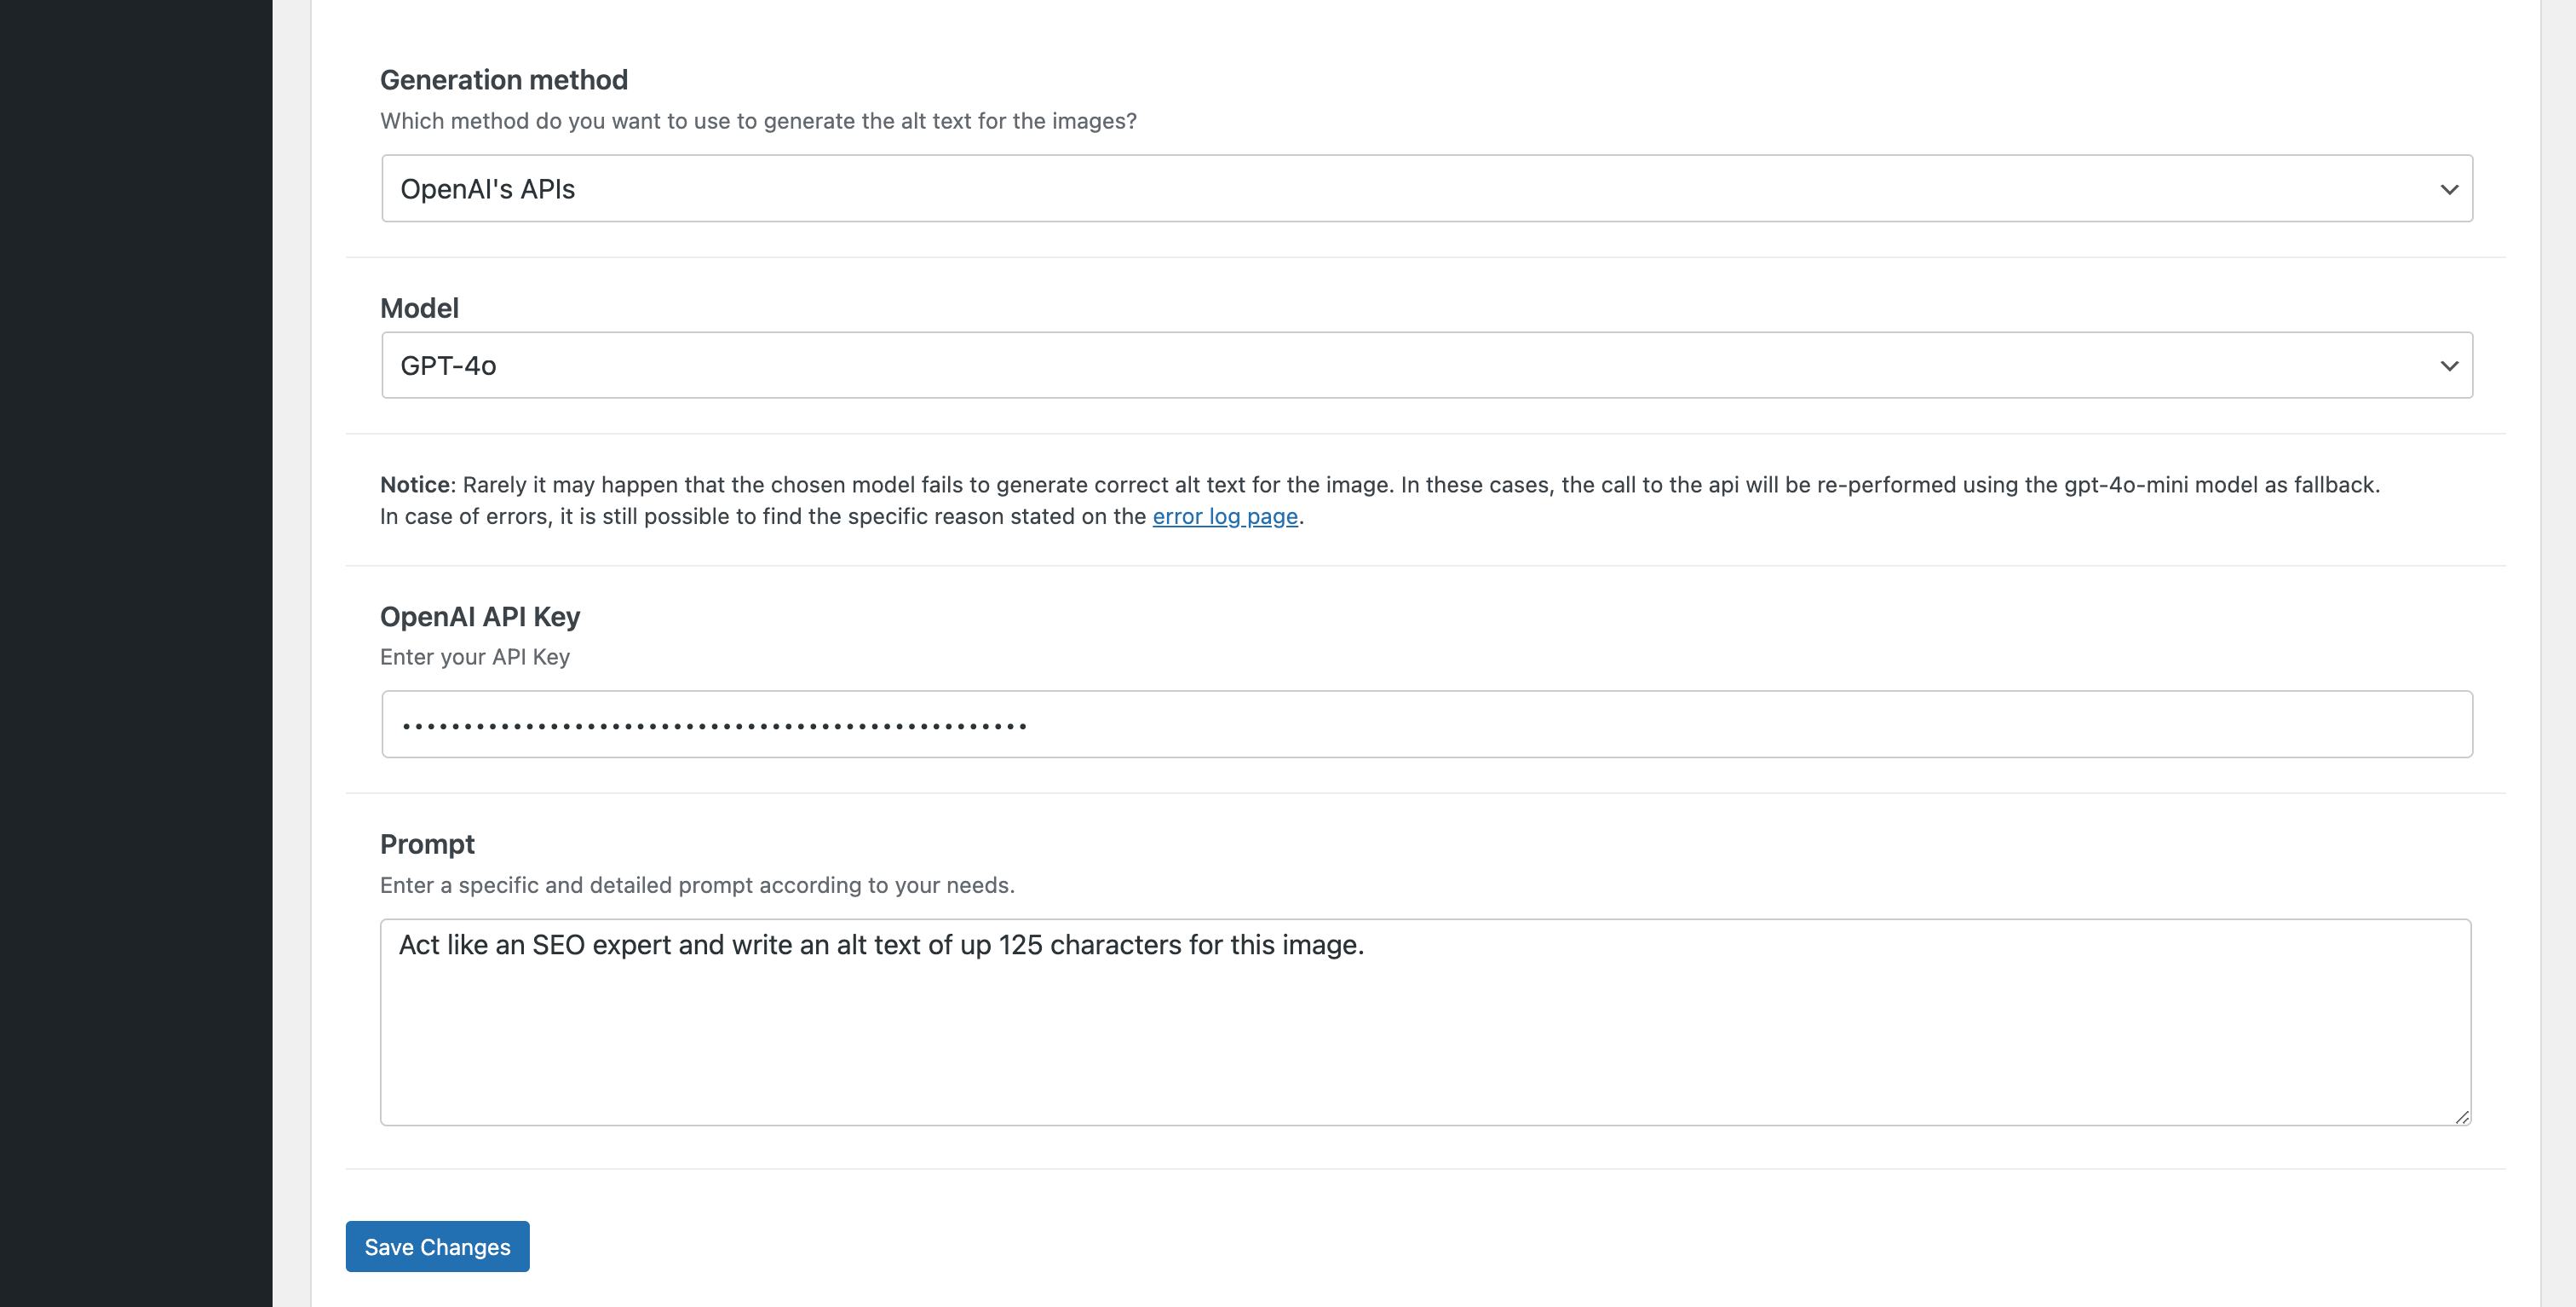 Generation method
Which method do you want to use to generate the alt text for the images?
OpenAI's APIs
Model
GPT-4o
Notice: Rarely it may happen that the chosen model fails to generate correct alt text for the image. In these cases, the call to the api will be re-performed using the gpt-4o-mini model as fallback.
In case of errors, it is still possible to find the specific reason stated on the error log page.
OpenAI API Key
Enter your API Key
Prompt
Enter a specific and detailed prompt according to your needs.
Act like an SEO expert and write an alt text of up 125 characters for this image.
Save Changes